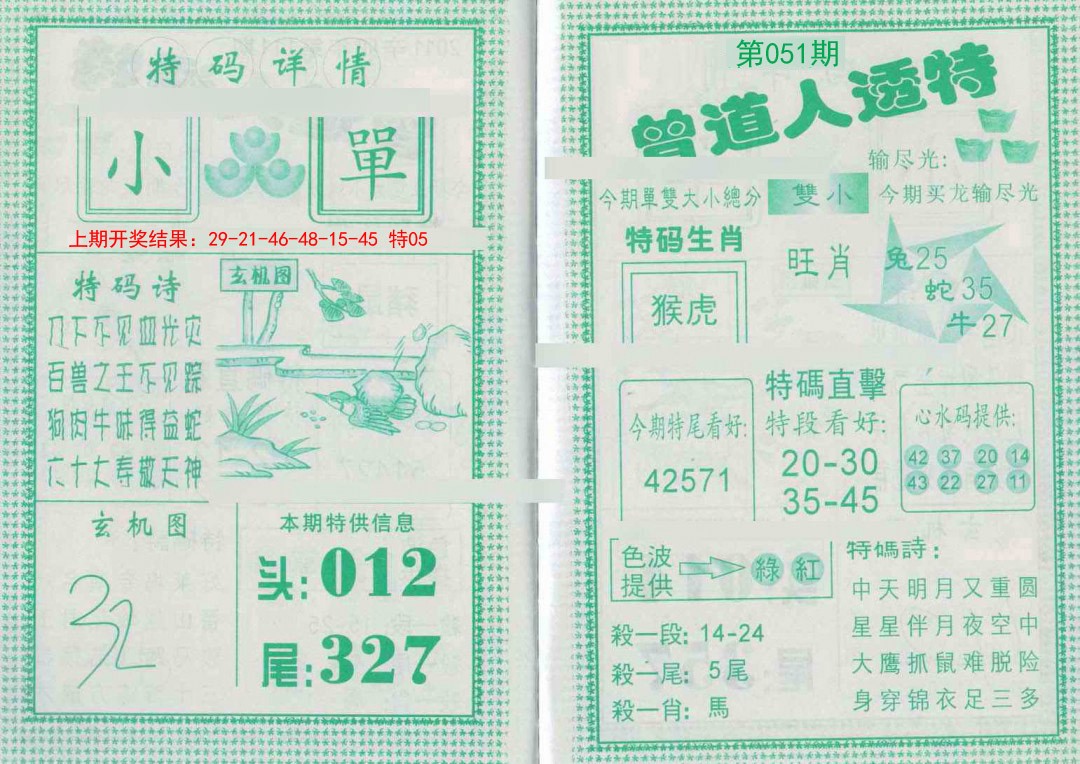 特码详情
小 單
上期开奖结果：29-21-46-48-15-45 特05
特码诗
刀下不见血光灾
百兽之王不见踪
狗肉牛味得益蛇
六十大寿敬天神
玄机图
玄机图
32
本期特供信息
头:012
尾:327
第051期
曾道人透特
输尽光:
今期單雙大小總分 雙小 今期买龙输尽光
特码生肖
猴虎
旺肖
兔25
蛇35
牛27
今期特尾看好:
42571
特碼直擊
特段看好:
20-30
35-45
心水码提供:
42 37 20 14
43 22 27 11
色波
提供
綠 紅
殺一段: 14-24
殺一尾: 5尾
殺一肖: 馬
特碼詩:
中天明月又重圆
星星伴月夜空中
大鹰抓鼠难脱险
身穿锦衣足三多